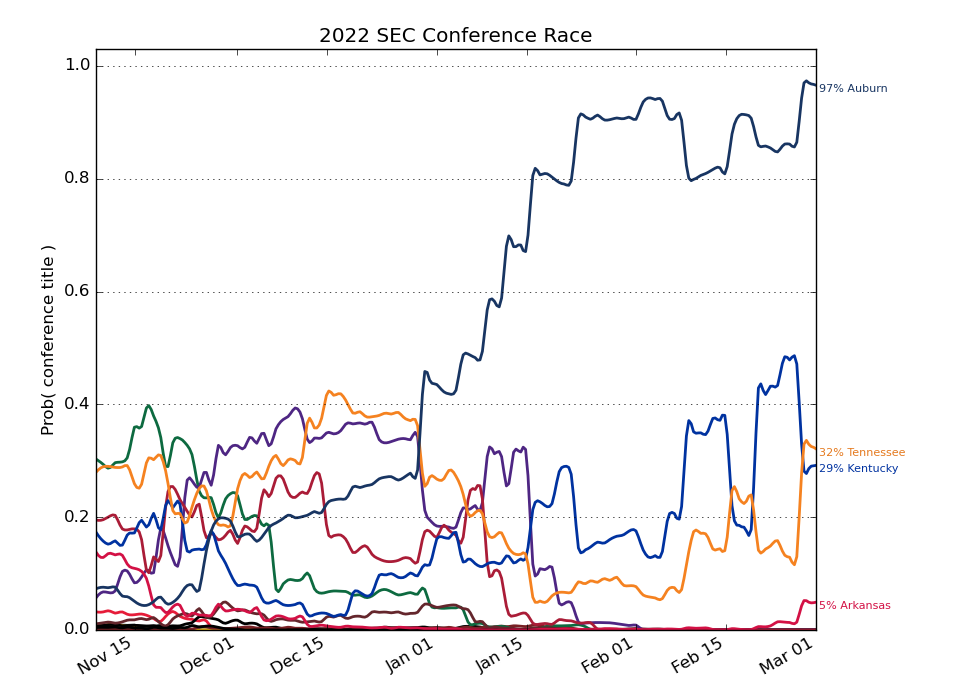 2022 SEC Conference Race
Prob( conference title )
1.0
0.8
0.6
0.4
0.2
0.0
Nov 15
Dec 01
Dec 15
Jan 01
Jan 15
Feb 01
Feb 15
Mar 01
97% Auburn
32% Tennessee
29% Kentucky
5% Arkansas